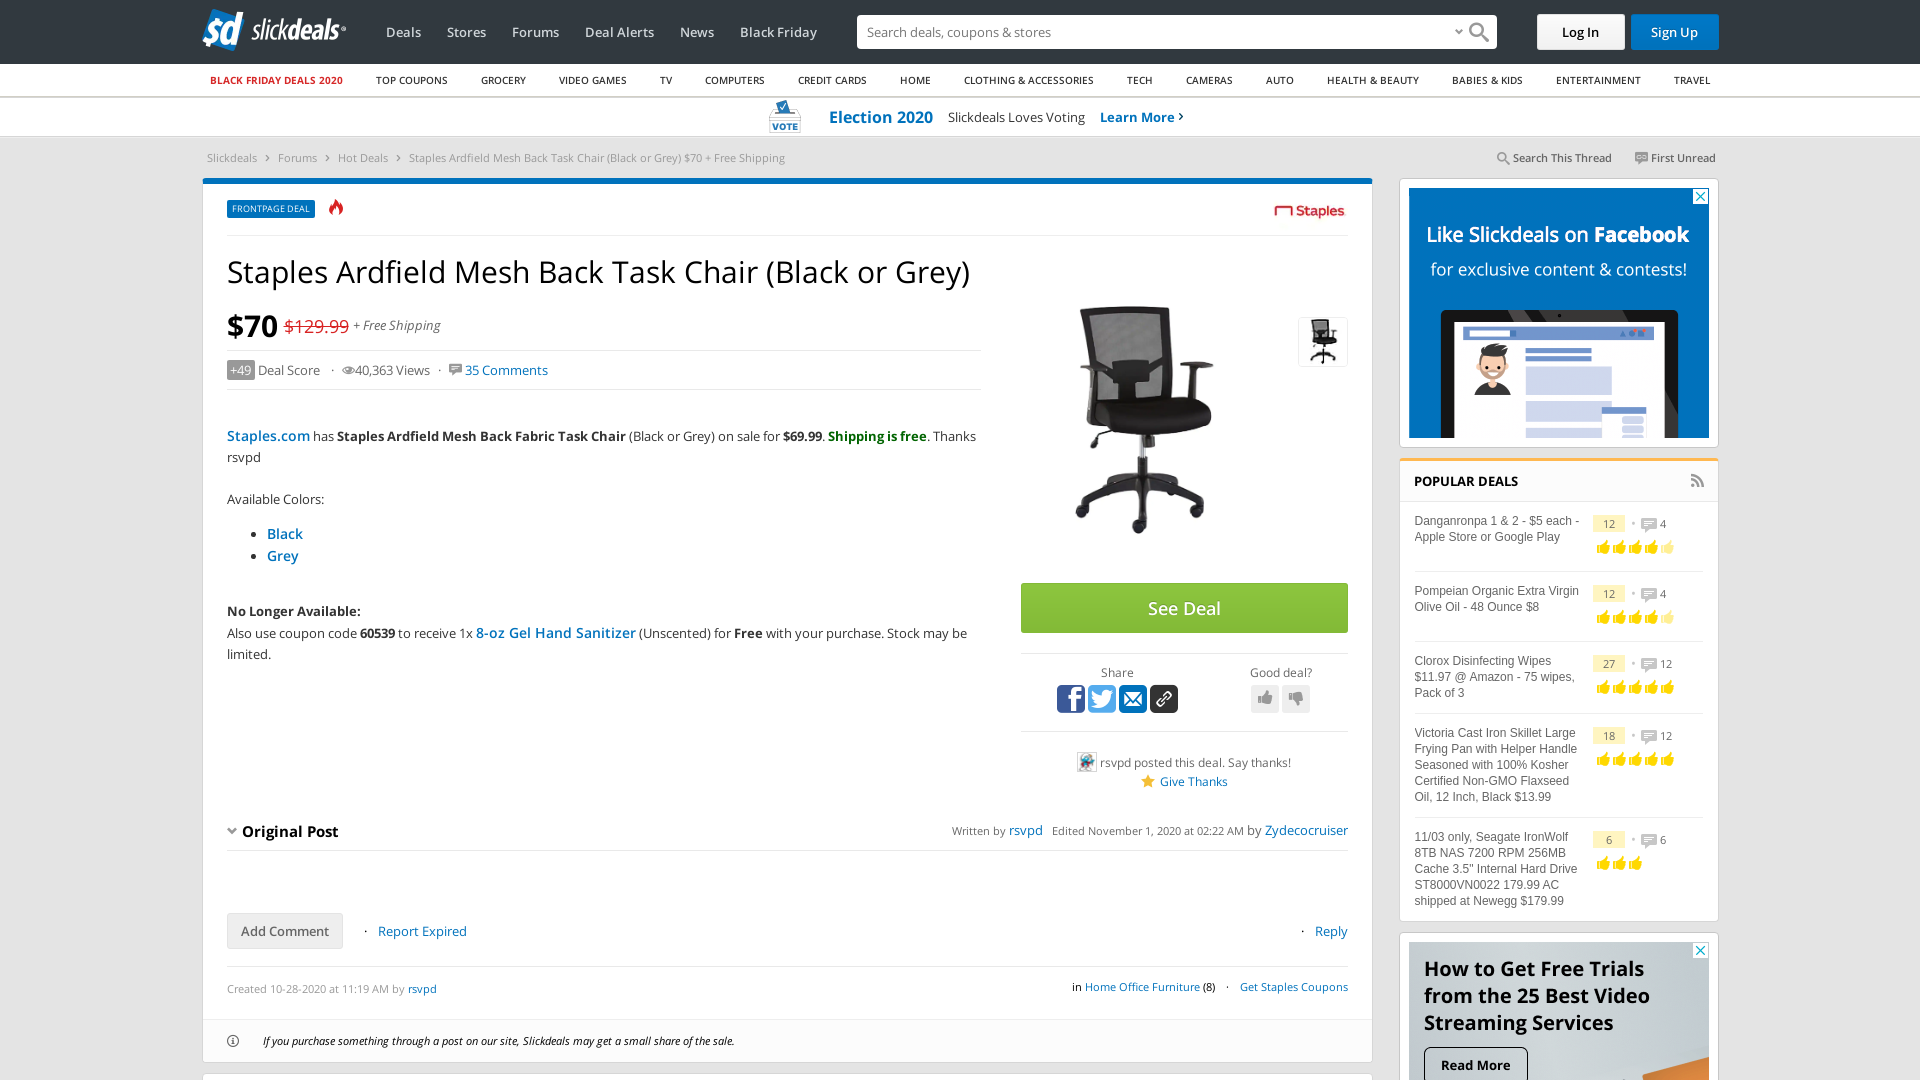 sd slickdeals
Deals Stores Forums Deal Alerts News Black Friday
Search deals, coupons & stores
Log In
Sign Up
BLACK FRIDAY DEALS 2020 TOP COUPONS GROCERY VIDEO GAMES TV COMPUTERS CREDIT CARDS HOME CLOTHING & ACCESSORIES TECH CAMERAS AUTO HEALTH & BEAUTY BABIES & KIDS ENTERTAINMENT TRAVEL
VOTE Election 2020 Slickdeals Loves Voting Learn More ›
Slickdeals › Forums › Hot Deals › Staples Ardfield Mesh Back Task Chair (Black or Grey) $70 + Free Shipping
Search This Thread First Unread
FRONTPAGE DEAL
Staples
Staples Ardfield Mesh Back Task Chair (Black or Grey)
$70 $129.99 + Free Shipping
+49 Deal Score · 40,363 Views · 35 Comments
Staples.com has Staples Ardfield Mesh Back Fabric Task Chair (Black or Grey) on sale for $69.99. Shipping is free. Thanks
rsvpd
Available Colors:
• Black
• Grey
No Longer Available:
Also use coupon code 60539 to receive 1x 8-oz Gel Hand Sanitizer (Unscented) for Free with your purchase. Stock may be
limited.
See Deal
Share
Good deal?
rsvpd posted this deal. Say thanks!
Give Thanks
Original Post
Written by rsvpd Edited November 1, 2020 at 02:22 AM by Zydecocruiser
Add Comment · Report Expired
· Reply
Created 10-28-2020 at 11:19 AM by rsvpd
in Home Office Furniture (8) · Get Staples Coupons
If you purchase something through a post on our site, Slickdeals may get a small share of the sale.
Like Slickdeals on Facebook
for exclusive content & contests!
POPULAR DEALS
Danganronpa 1 & 2 - $5 each -
Apple Store or Google Play
12 • 4
Pompeian Organic Extra Virgin
Olive Oil - 48 Ounce $8
12 • 4
Clorox Disinfecting Wipes
$11.97 @ Amazon - 75 wipes,
Pack of 3
27 • 12
Victoria Cast Iron Skillet Large
Frying Pan with Helper Handle
Seasoned with 100% Kosher
Certified Non-GMO Flaxseed
Oil, 12 Inch, Black $13.99
18 • 12
11/03 only, Seagate IronWolf
8TB NAS 7200 RPM 256MB
Cache 3.5" Internal Hard Drive
ST8000VN0022 179.99 AC
shipped at Newegg $179.99
6 • 6
How to Get Free Trials
from the 25 Best Video
Streaming Services
Read More